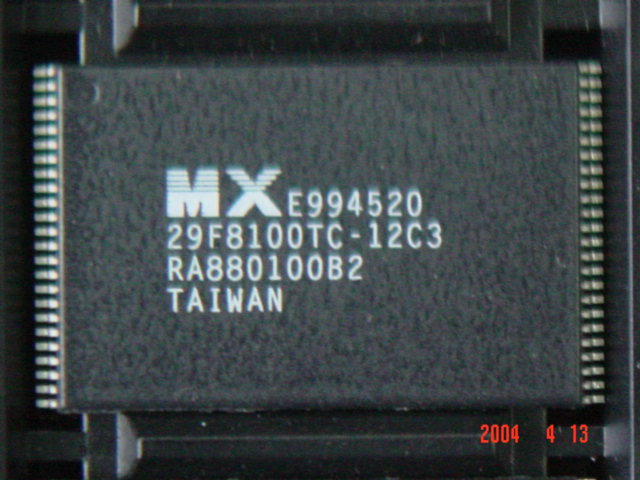 MX E994520
29F8100TC-12C3
RA880100B2
TAIWAN
2004 4 13